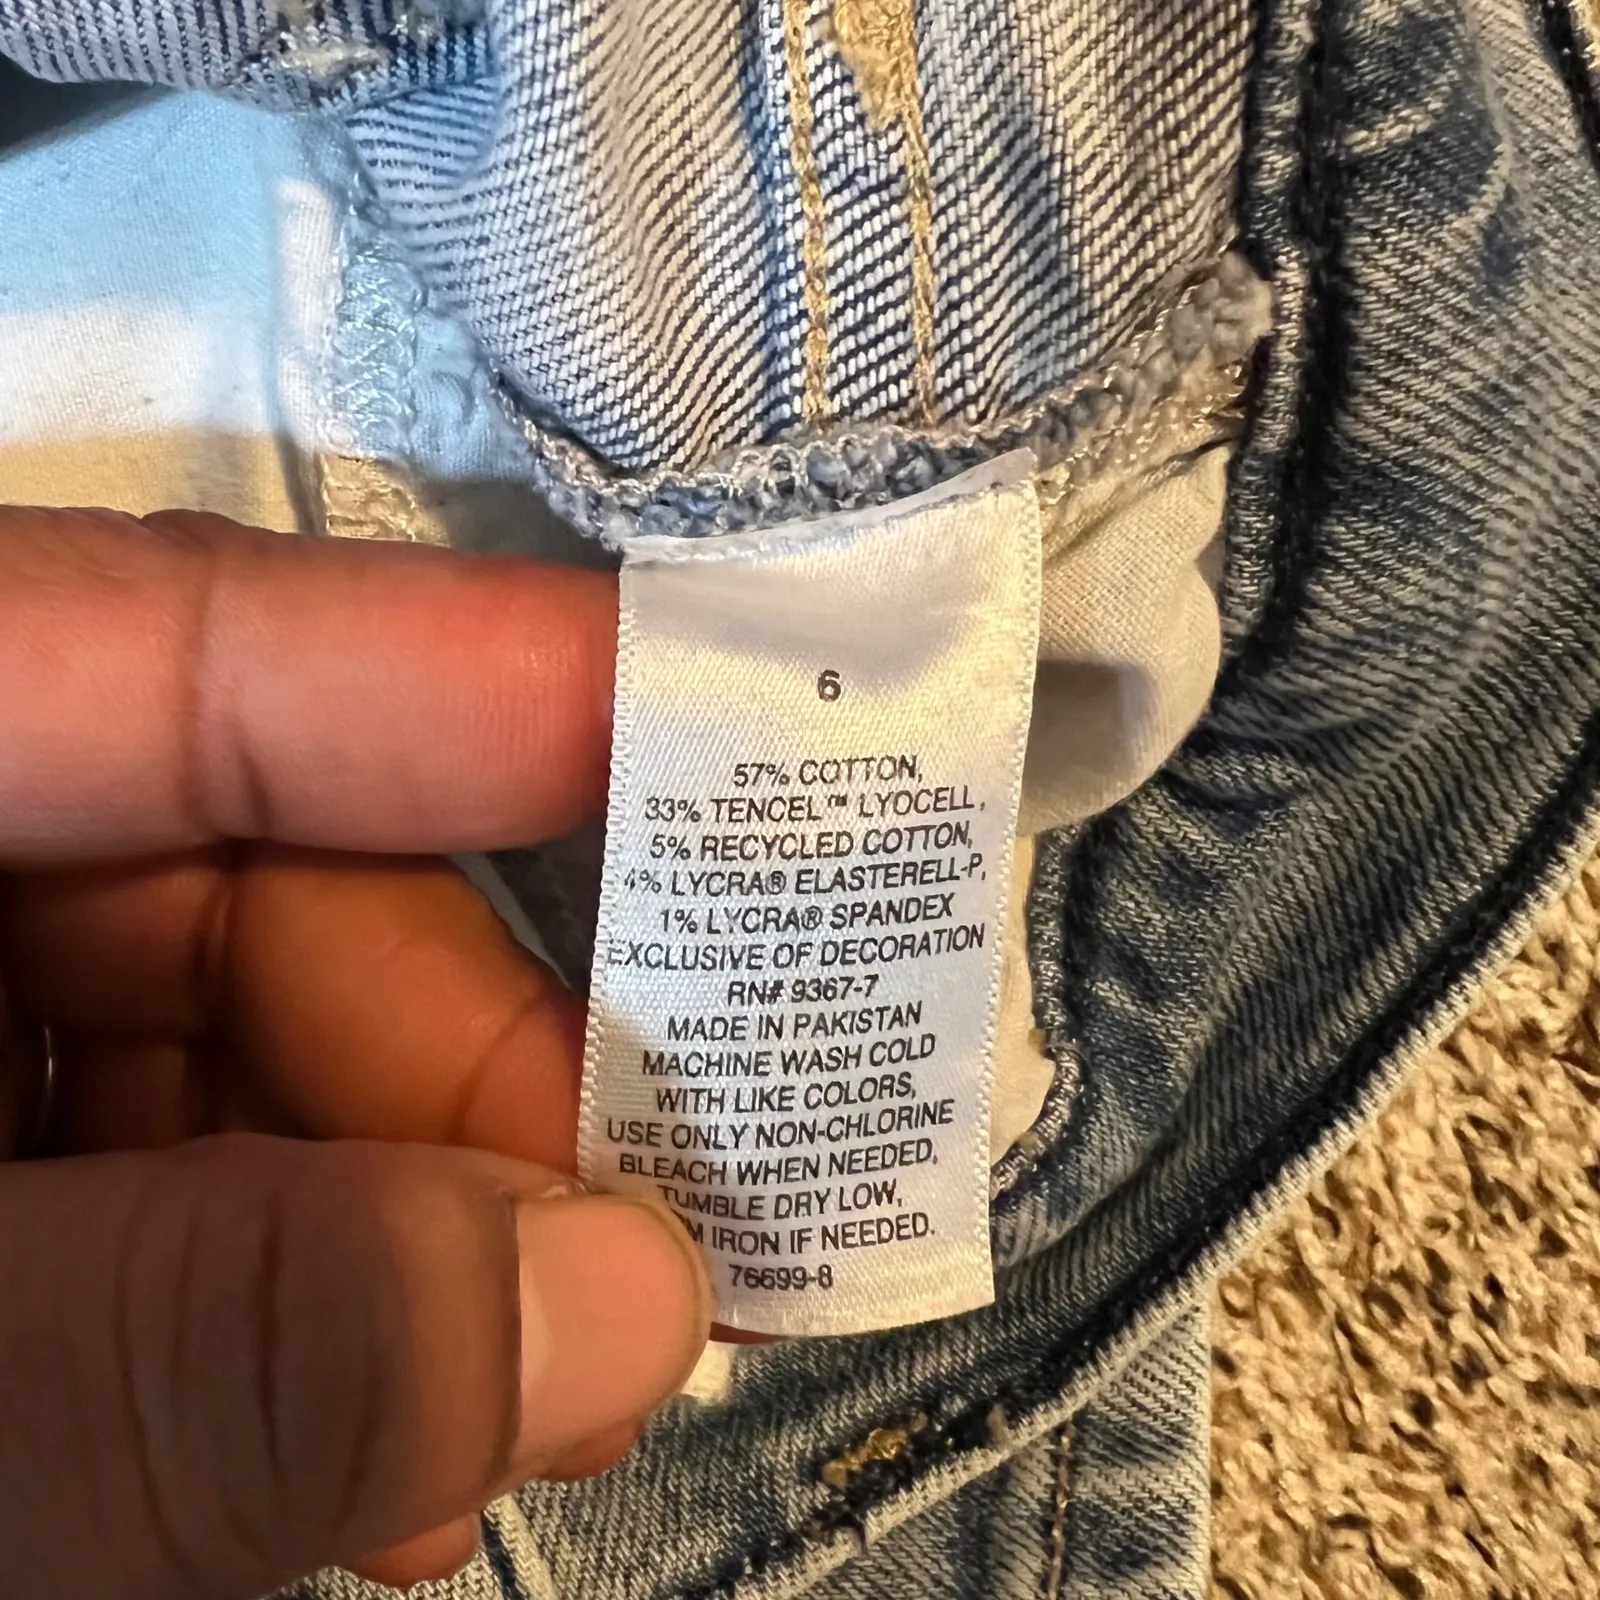 6
57% COTTON,
33% TENCEL™ LYOCELL,
5% RECYCLED COTTON,
4% LYCRA® ELASTERELL-P,
1% LYCRA® SPANDEX
EXCLUSIVE OF DECORATION
RN# 9367-7
MADE IN PAKISTAN
MACHINE WASH COLD
WITH LIKE COLORS,
USE ONLY NON-CHLORINE
BLEACH WHEN NEEDED,
TUMBLE DRY LOW,
IRON IF NEEDED.
76699-8